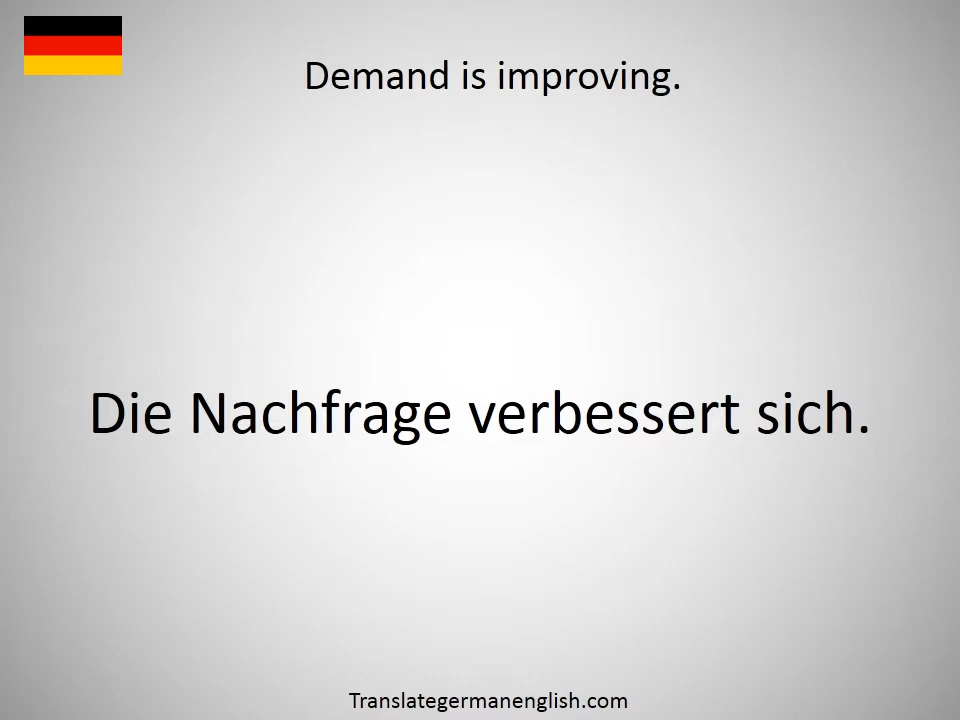 Demand is improving.
Die Nachfrage verbessert sich.
Translategermanenglish.com